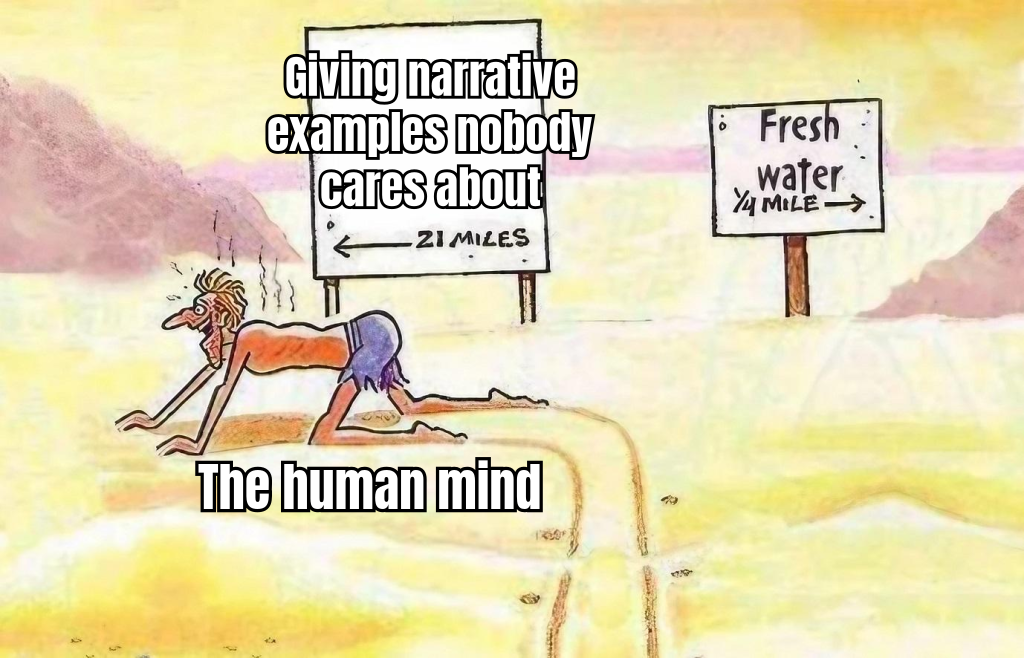 Giving narrative
examples nobody
cares about
21 MILES
Fresh
water
1/4 MILE
The human mind